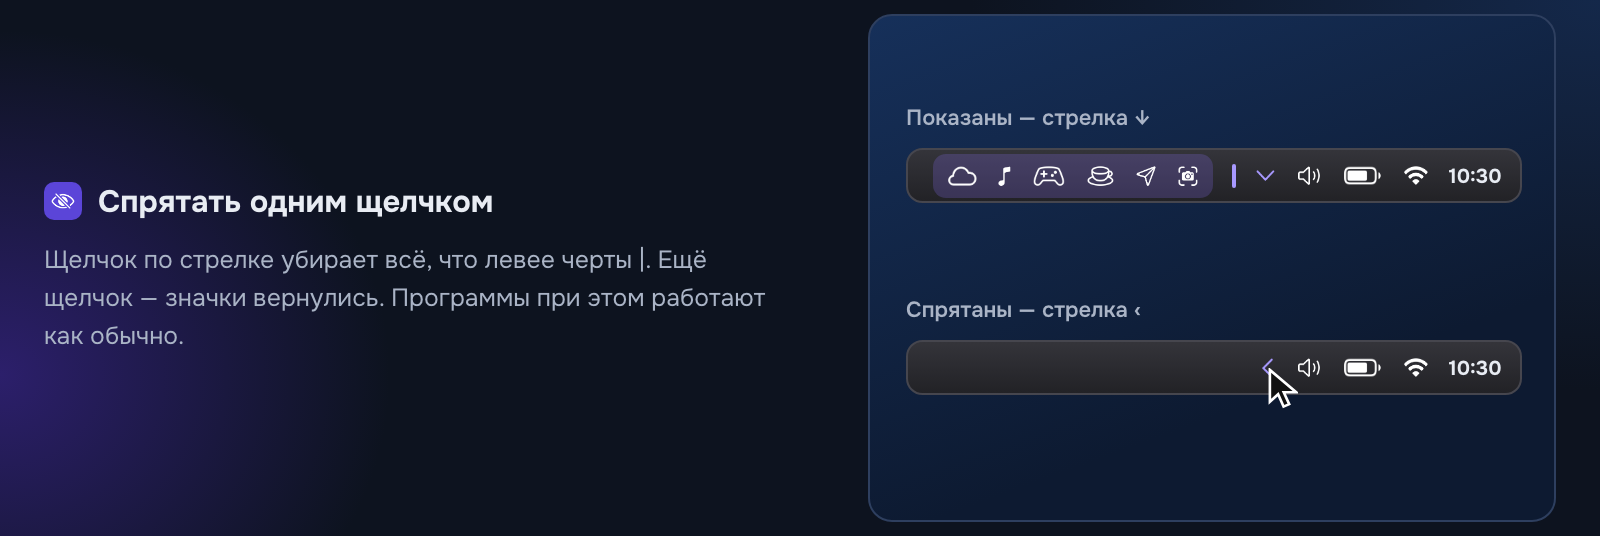 Спрятать одним щелчком
Щелчок по стрелке убирает всё, что левее черты |. Ещё
щелчок — значки вернулись. Программы при этом работают
как обычно.
Показаны — стрелка ↓
10:30
Спрятаны — стрелка ‹
10:30